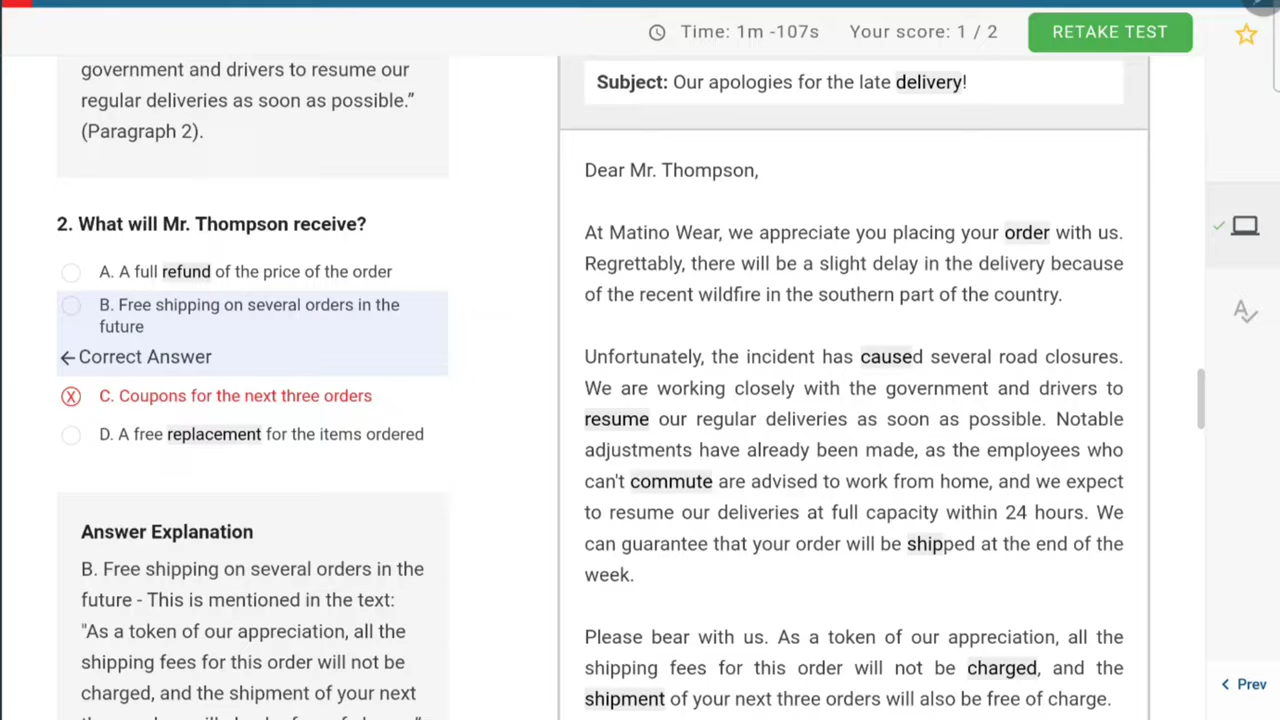 Time: 1m -107s Your score: 1 / 2 RETAKE TEST
government and drivers to resume our
regular deliveries as soon as possible.”
(Paragraph 2).
2. What will Mr. Thompson receive?
A. A full refund of the price of the order
B. Free shipping on several orders in the
future
Correct Answer
C. Coupons for the next three orders
D. A free replacement for the items ordered
Answer Explanation
B. Free shipping on several orders in the
future - This is mentioned in the text:
"As a token of our appreciation, all the
shipping fees for this order will not be
charged, and the shipment of your next
Subject: Our apologies for the late delivery!
Dear Mr. Thompson,
At Matino Wear, we appreciate you placing your order with us.
Regrettably, there will be a slight delay in the delivery because
of the recent wildfire in the southern part of the country.
Unfortunately, the incident has caused several road closures.
We are working closely with the government and drivers to
resume our regular deliveries as soon as possible. Notable
adjustments have already been made, as the employees who
can't commute are advised to work from home, and we expect
to resume our deliveries at full capacity within 24 hours. We
can guarantee that your order will be shipped at the end of the
week.
Please bear with us. As a token of our appreciation, all the
shipping fees for this order will not be charged, and the
shipment of your next three orders will also be free of charge.
Prev